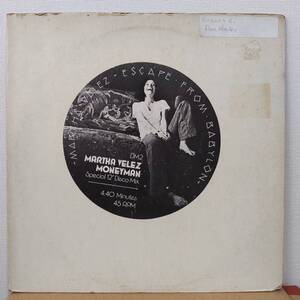 -MARTHA VELEZ-ESCAPE FROM BABYLON-
DM2
MARTHA VELEZ
MONEYMAN
Special 12" Disco Mix
4.40 Minutes
45 RPM